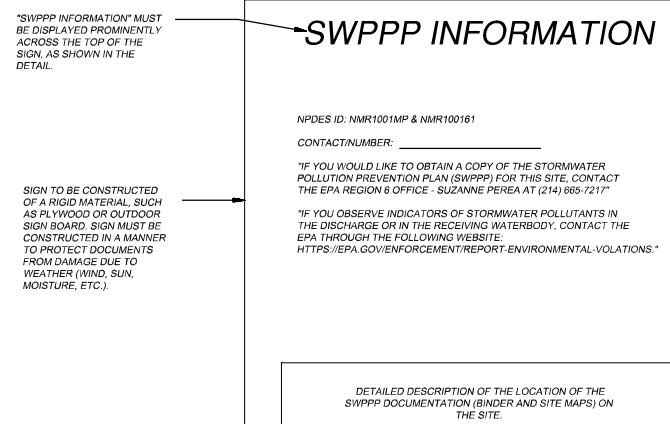 "SWPPP INFORMATION" MUST
BE DISPLAYED PROMINENTLY
ACROSS THE TOP OF THE
SIGN, AS SHOWN IN THE
DETAIL.
SWPPP INFORMATION
NPDES ID: NMR1001MP & NMR100161
CONTACT/NUMBER:
"IF YOU WOULD LIKE TO OBTAIN A COPY OF THE STORMWATER
POLLUTION PREVENTION PLAN (SWPPP) FOR THIS SITE, CONTACT
THE EPA REGION 6 OFFICE - SUZANNE PEREA AT (214) 665-7217"
SIGN TO BE CONSTRUCTED
OF A RIGID MATERIAL, SUCH
AS PLYWOOD OR OUTDOOR
SIGN BOARD. SIGN MUST BE
CONSTRUCTED IN A MANNER
TO PROTECT DOCUMENTS
FROM DAMAGE DUE TO
WEATHER (WIND, SUN,
MOISTURE, ETC.).
"IF YOU OBSERVE INDICATORS OF STORMWATER POLLUTANTS IN
THE DISCHARGE OR IN THE RECEIVING WATERBODY, CONTACT THE
EPA THROUGH THE FOLLOWING WEBSITE:
HTTPS://EPA.GOV/ENFORCEMENT/REPORT-ENVIRONMENTAL-VOLATIONS."
DETAILED DESCRIPTION OF THE LOCATION OF THE
SWPPP DOCUMENTATION (BINDER AND SITE MAPS) ON
THE SITE.